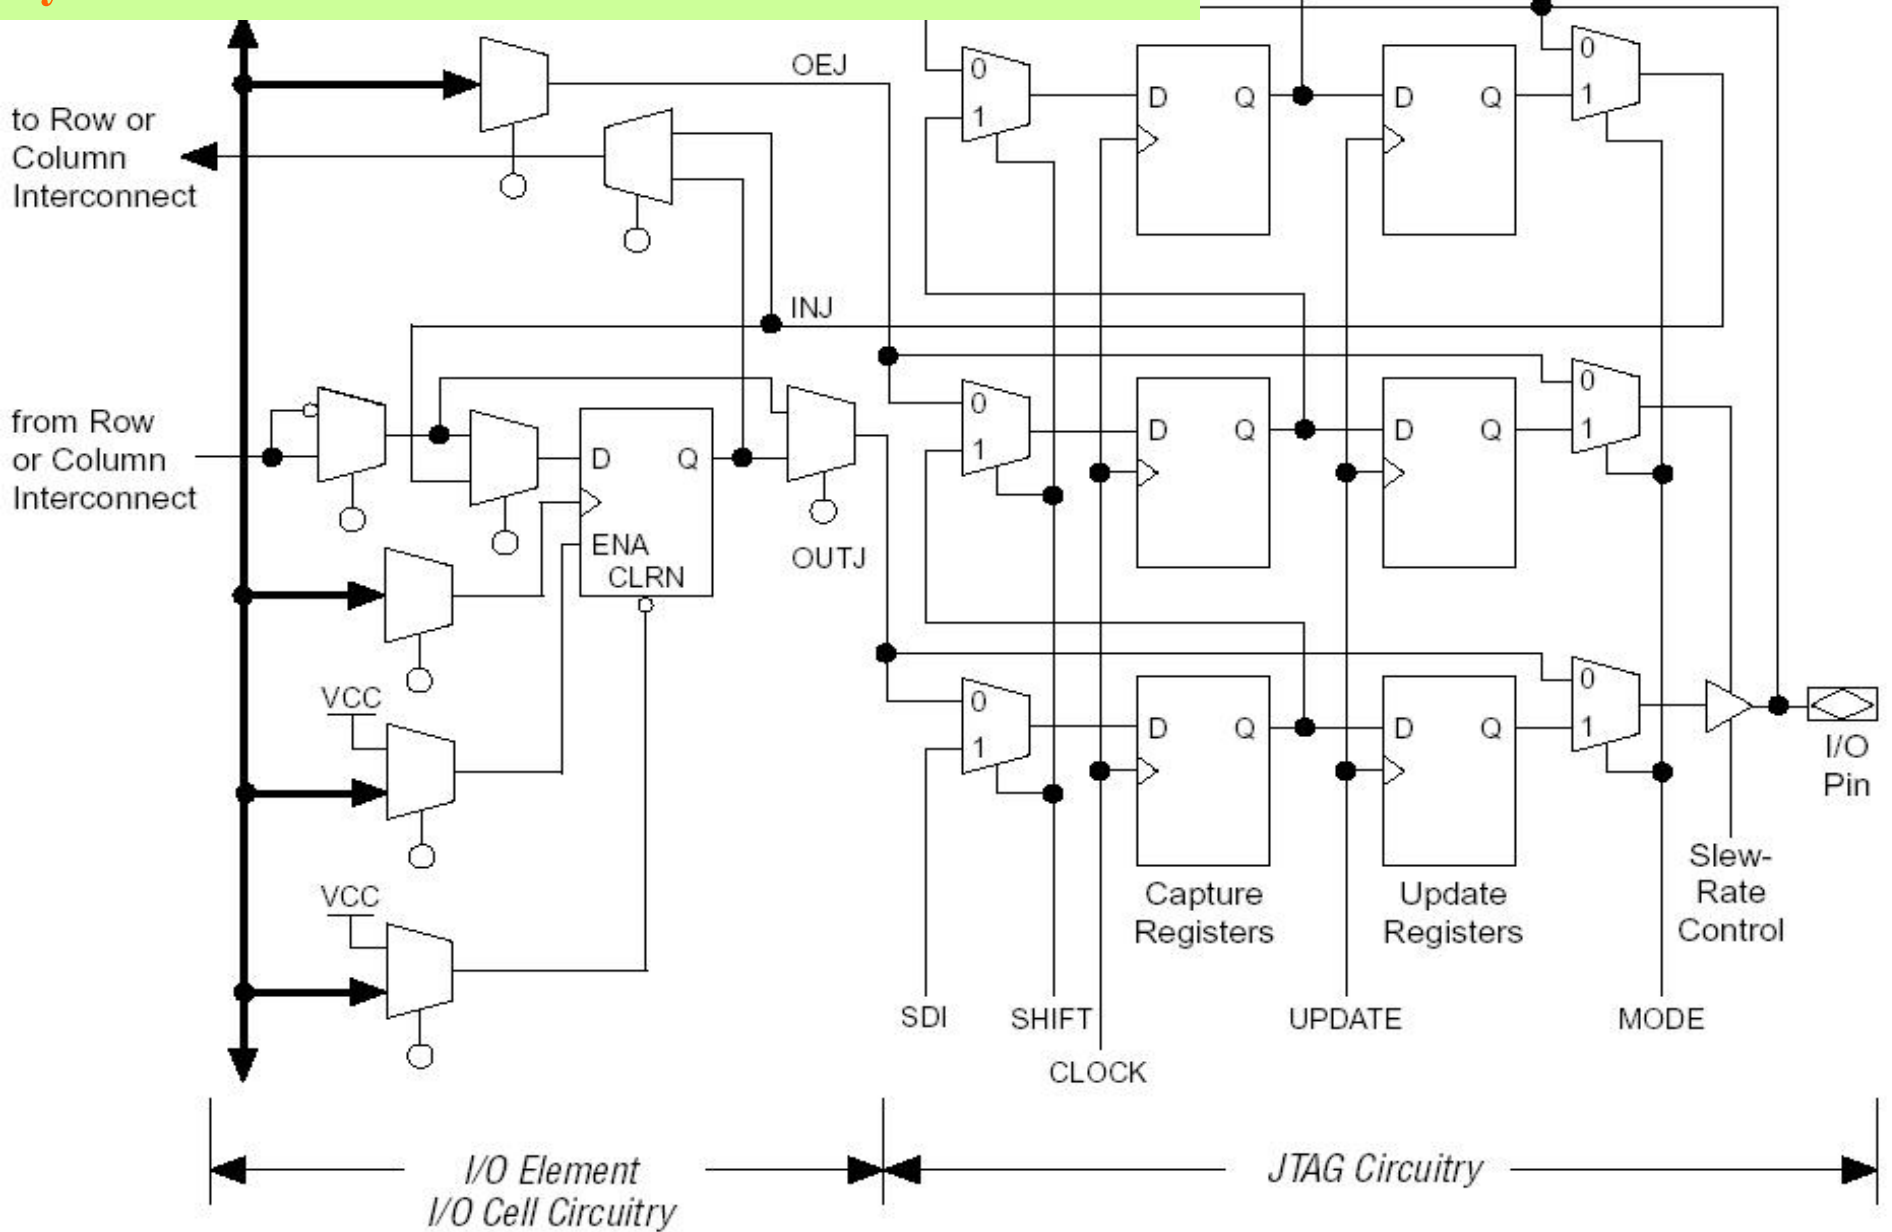 OEJ
0
1
D
Q
D
Q
0
1
to Row or
Column
Interconnect
INJ
from Row
or Column
Interconnect
D
Q
ENA
CLRN
OUTJ
0
1
D
Q
D
Q
0
1
VCC
VCC
0
1
D
Q
D
Q
0
1
I/O
Pin
Capture
Registers
Update
Registers
Slew-
Rate
Control
SDI
SHIFT
CLOCK
UPDATE
MODE
I/O Element
I/O Cell Circuitry
JTAG Circuitry